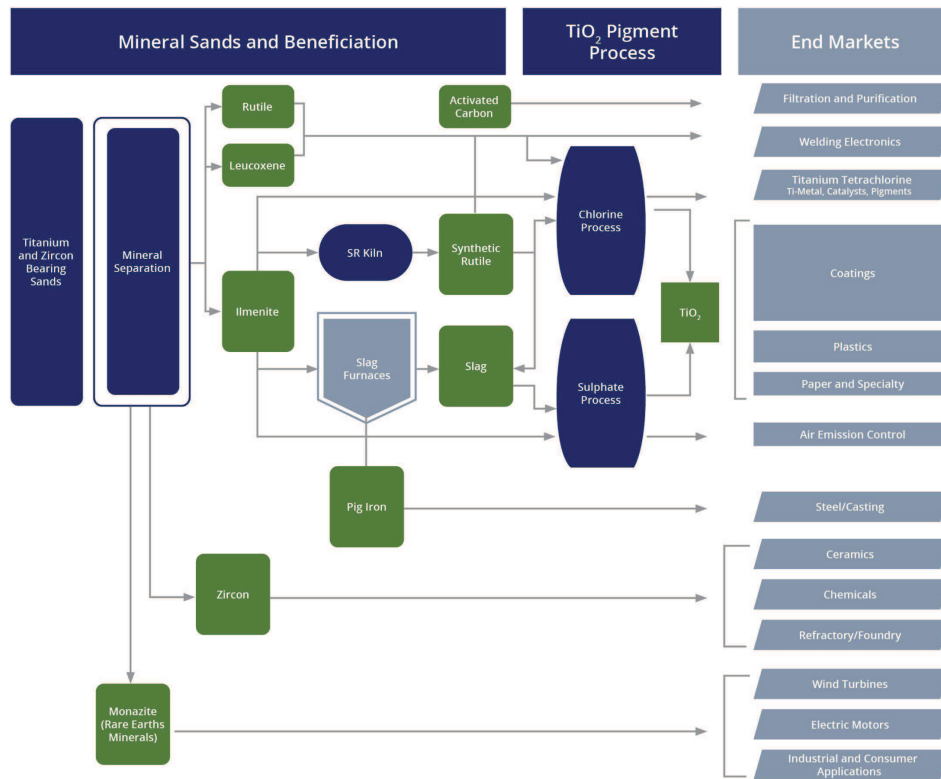 Mineral Sands and Beneficiation
TiO₂ Pigment
Process
End Markets
Rutile
Activated
Carbon
Filtration and Purification
Leucoxene
Welding Electronics
Titanium Tetrachlorine
Ti-Metal, Catalysts, Pigments
Titanium
and Zircon
Bearing
Sands
Mineral
Separation
Ilmenite
SR Kiln
Synthetic
Rutile
Chlorine
Process
TiO₂
Coatings
Slag
Furnaces
Slag
Sulphate
Process
Plastics
Paper and Specialty
Air Emission Control
Pig Iron
Steel/Casting
Zircon
Ceramics
Chemicals
Refractory/Foundry
Monazite
(Rare Earths
Minerals)
Wind Turbines
Electric Motors
Industrial and Consumer
Applications